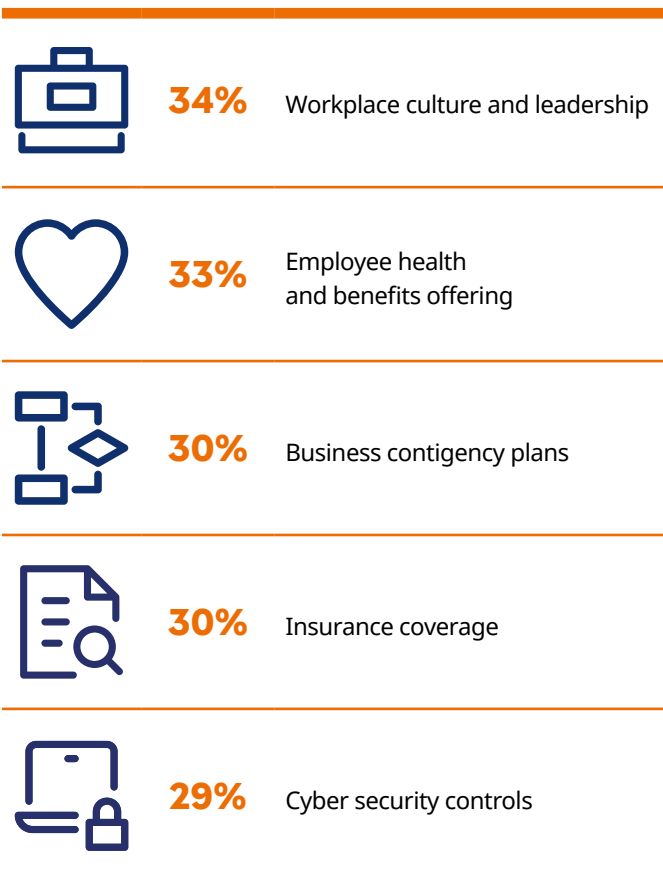 34%
Workplace culture and leadership
33%
Employee health
and benefits offering
30%
Business contigency plans
30%
Insurance coverage
29%
Cyber security controls